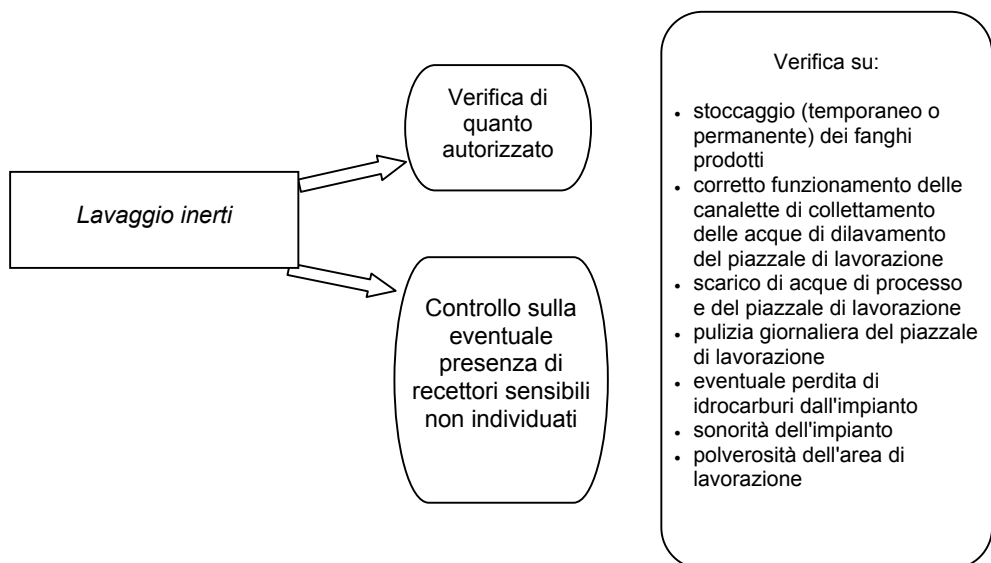 Lavaggio inerti
Verifica di
quanto
autorizzato
Controllo sulla
eventuale
presenza di
recettori sensibili
non individuati
Verifica su:
• stoccaggio (temporaneo o
permanente) dei fanghi
prodotti
• corretto funzionamento delle
canalette di collettamento
delle acque di dilavamento
del piazzale di lavorazione
• scarico di acque di processo
e del piazzale di lavorazione
• pulizia giornaliera del piazzale
di lavorazione
• eventuale perdita di
idrocarburi dall'impianto
• sonorità dell'impianto
• polverosità dell'area di
lavorazione